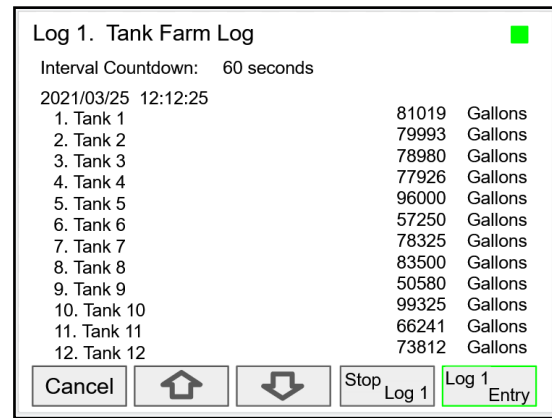 Log 1. Tank Farm Log
Interval Countdown: 60 seconds
2021/03/25 12:12:25
1. Tank 1 81019 Gallons
2. Tank 2 79993 Gallons
3. Tank 3 78980 Gallons
4. Tank 4 77926 Gallons
5. Tank 5 96000 Gallons
6. Tank 6 57250 Gallons
7. Tank 7 78325 Gallons
8. Tank 8 83500 Gallons
9. Tank 9 50580 Gallons
10. Tank 10 99325 Gallons
11. Tank 11 66241 Gallons
12. Tank 12 73812 Gallons
Cancel
Stop
Log 1
Log 1
Entry